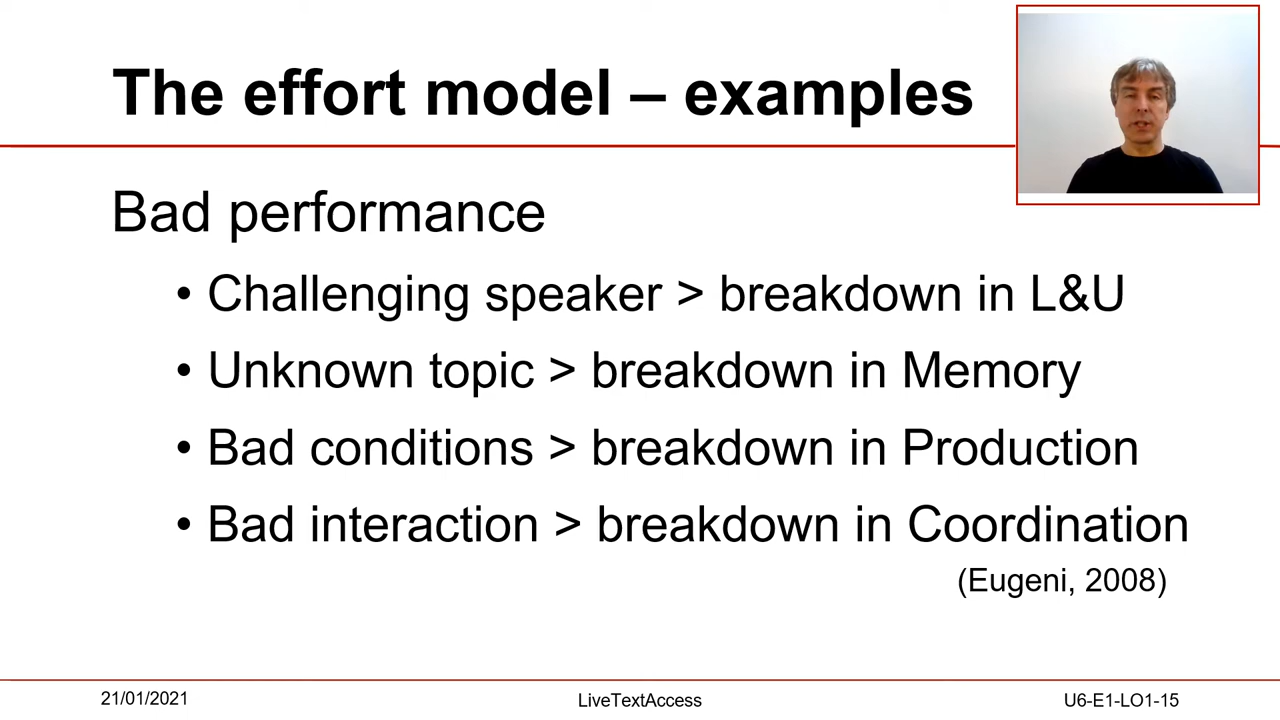 The effort model – examples
Bad performance
• Challenging speaker > breakdown in L&U
• Unknown topic > breakdown in Memory
• Bad conditions > breakdown in Production
• Bad interaction > breakdown in Coordination
(Eugeni, 2008)
21/01/2021
LiveTextAccess
U6-E1-LO1-15